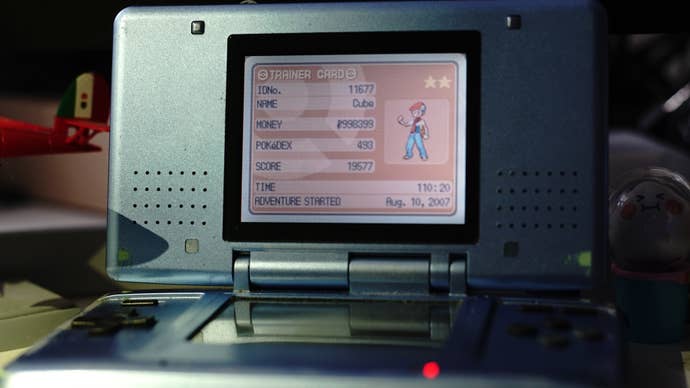 TRAINER CARD
IDNo. 11677
NAME Cube
MONEY ₽998399
POKéDEX 493
SCORE 19577
TIME 110:20
ADVENTURE STARTED Aug. 10, 2007